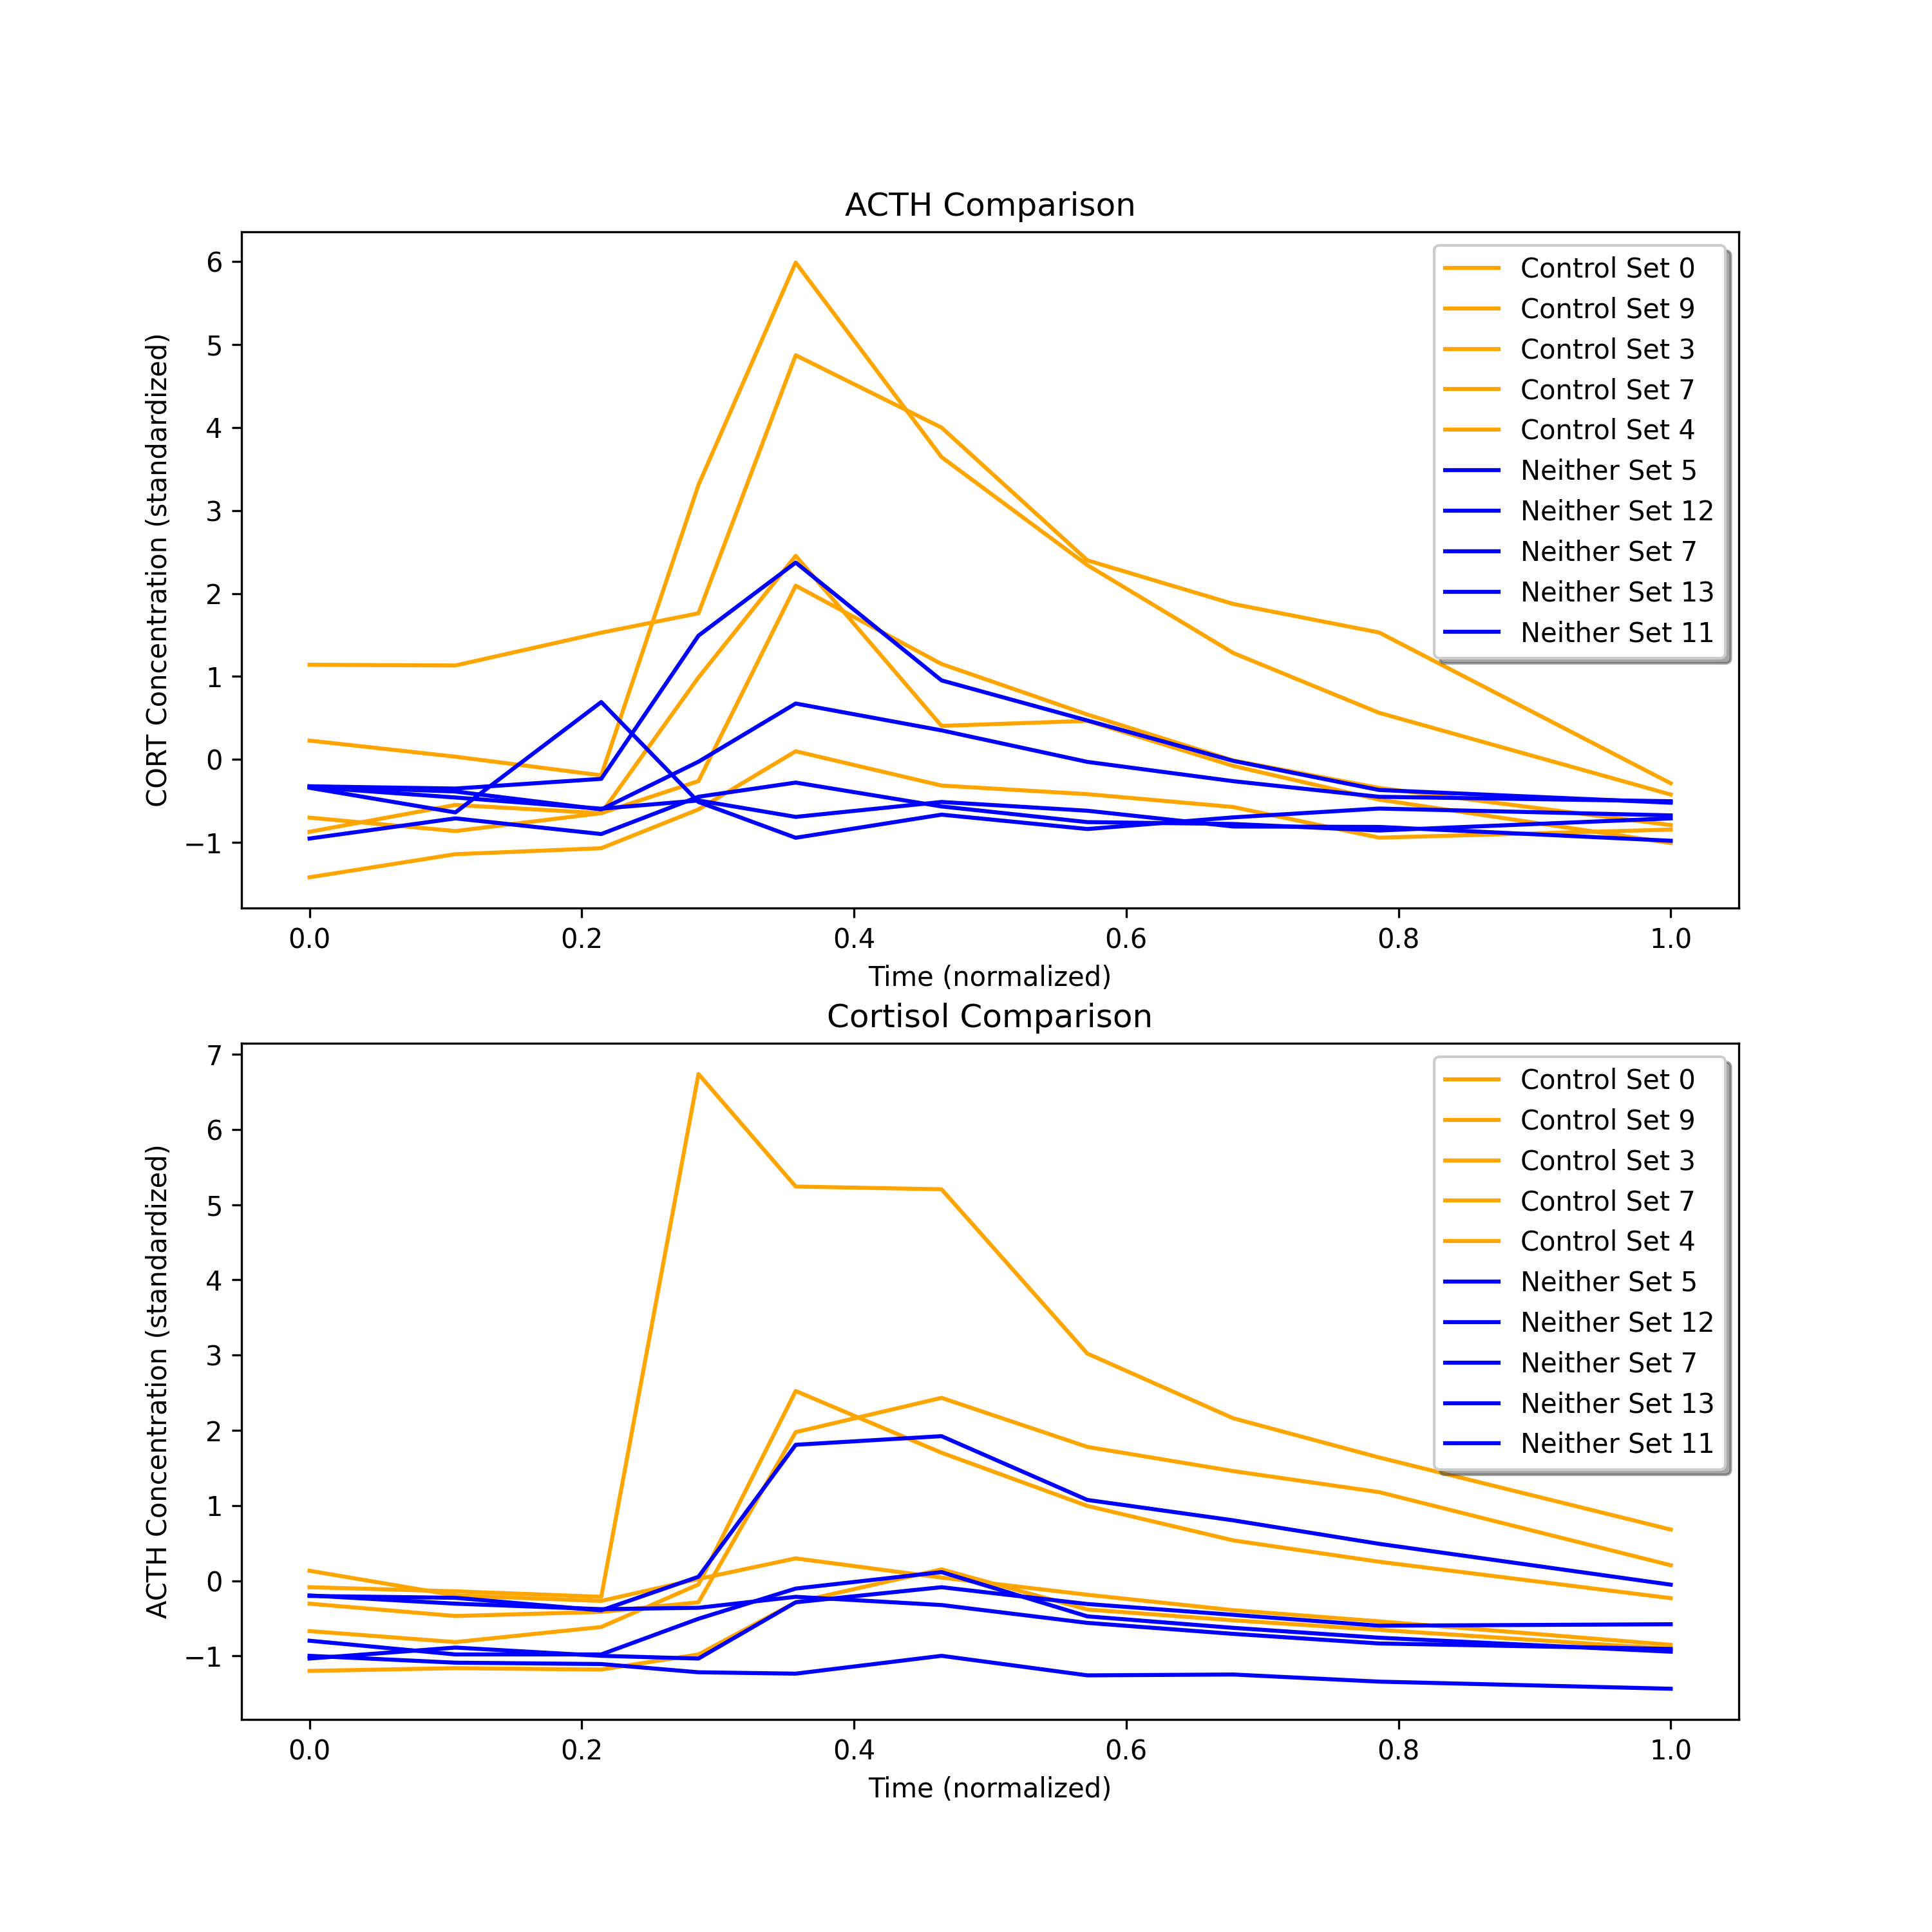 ACTH Comparison
CORT Concentration (standardized)
6
5
4
3
2
1
0
−1
Control Set 0
Control Set 9
Control Set 3
Control Set 7
Control Set 4
Neither Set 5
Neither Set 12
Neither Set 7
Neither Set 13
Neither Set 11
0.0 0.2 0.4 0.6 0.8 1.0
Time (normalized)
Cortisol Comparison
ACTH Concentration (standardized)
7
6
5
4
3
2
1
0
−1
Control Set 0
Control Set 9
Control Set 3
Control Set 7
Control Set 4
Neither Set 5
Neither Set 12
Neither Set 7
Neither Set 13
Neither Set 11
0.0 0.2 0.4 0.6 0.8 1.0
Time (normalized)